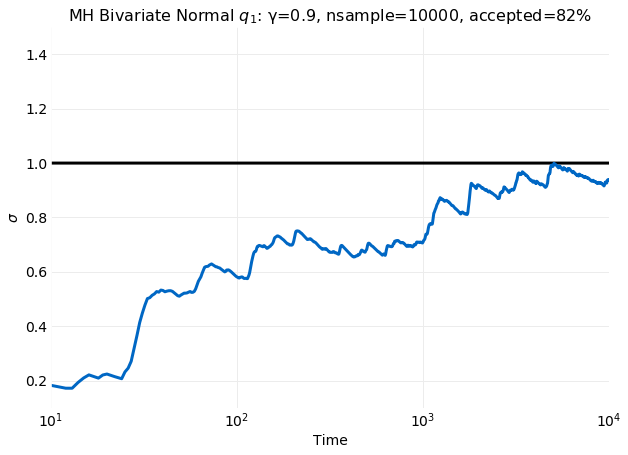 MH Bivariate Normal $q_1$: γ=0.9, nsample=10000, accepted=82%
1.4
1.2
1.0
0.8
0.6
0.4
0.2
σ
10¹ 10² 10³ 10⁴
Time